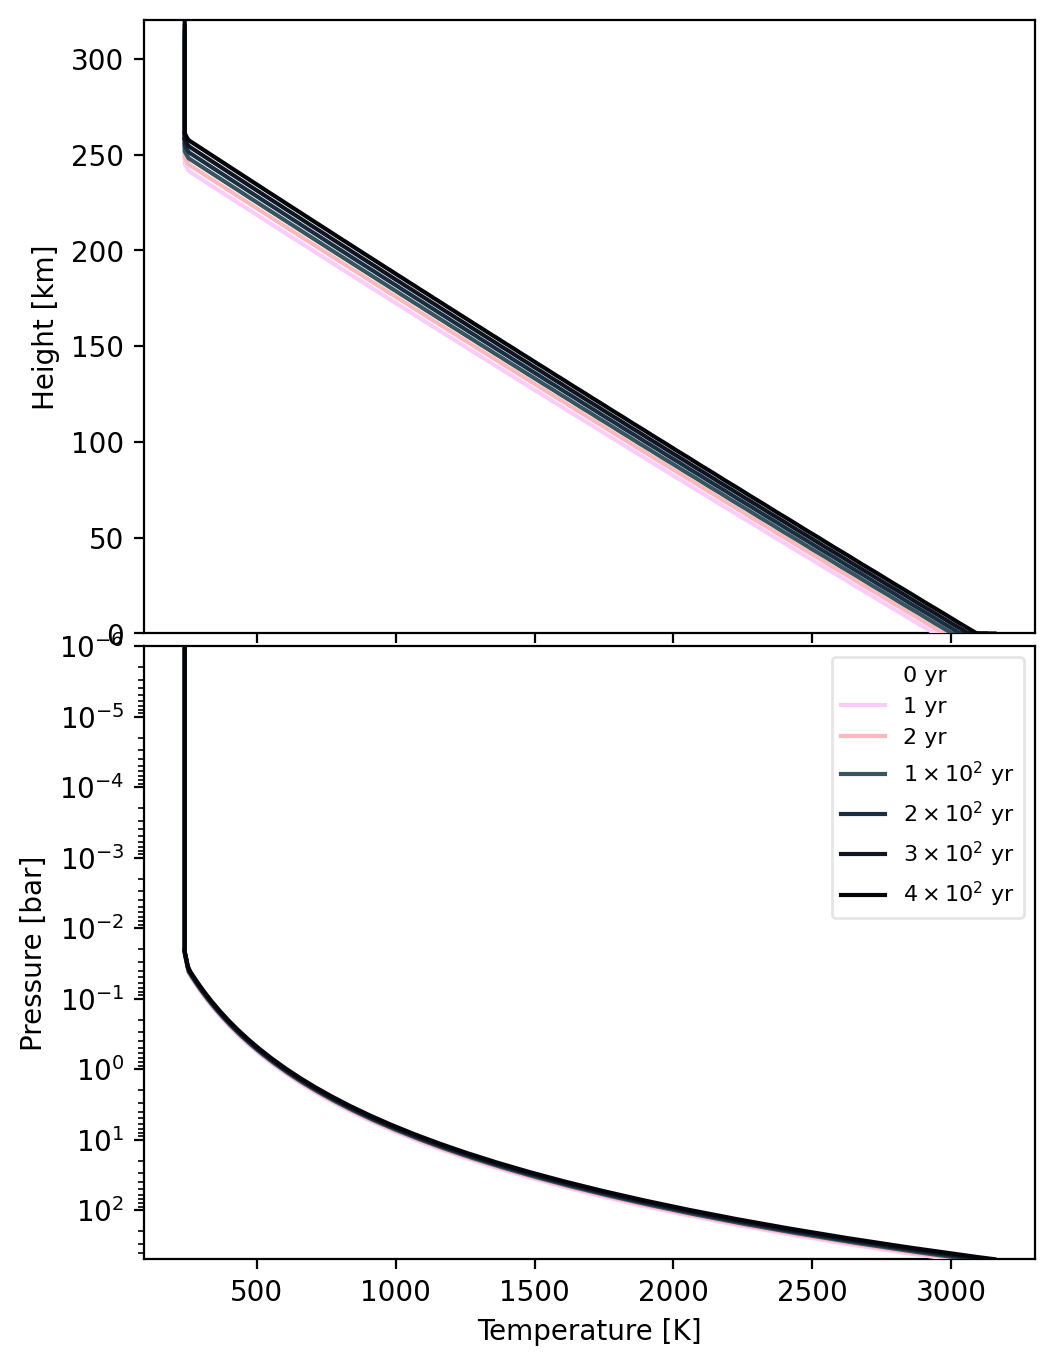 300
250
200
150
100
50
0
Height [km]
10⁻⁶
10⁻⁵
10⁻⁴
10⁻³
10⁻²
10⁻¹
10⁰
10¹
10²
Pressure [bar]
0 yr
1 yr
2 yr
1 × 10² yr
2 × 10² yr
3 × 10² yr
4 × 10² yr
500 1000 1500 2000 2500 3000
Temperature [K]